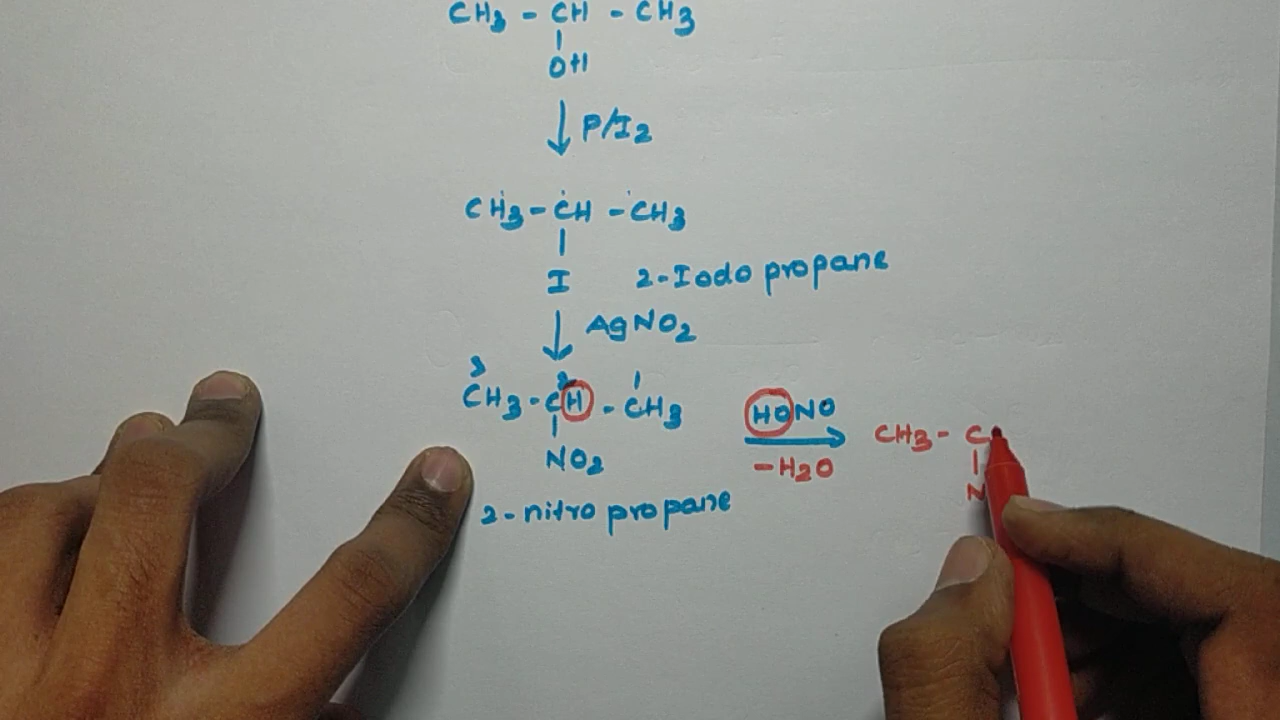 CH3 - CH - CH3
|
OH
↓ P/I2
CH3 - CH - CH3
|
I 2-Iodo propane
↓ AgNO2
3 2 1
CH3 - CH - CH3
|
NO2
2-nitro propane
HONO
→
-H2O
CH3 - C
|
N